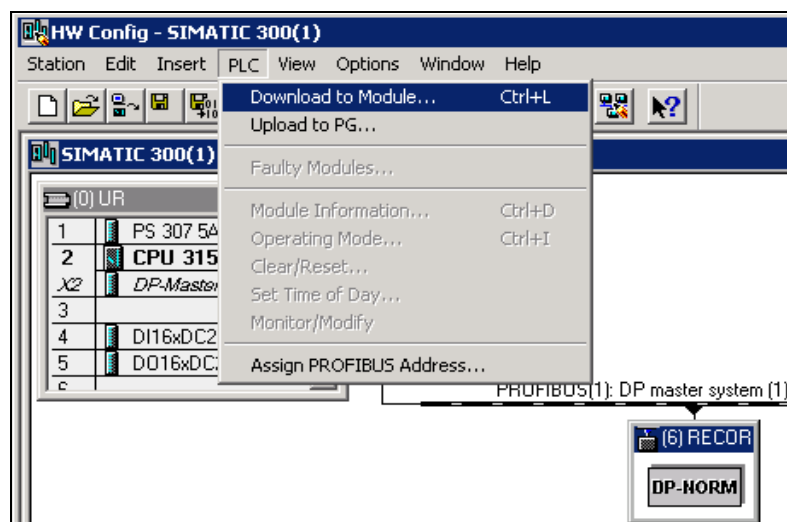 HW Config - SIMATIC 300(1)
Station Edit Insert PLC View Options Window Help
Download to Module... Ctrl+L
Upload to PG...
Faulty Modules...
Module Information... Ctrl+D
Operating Mode... Ctrl+I
Clear/Reset...
Set Time of Day...
Monitor/Modify
Assign PROFIBUS Address...
SIMATIC 300(1)
(0) UR
1 PS 307 5A
2 CPU 315
X2 DP-Master
3
4 DI16xDC2
5 DO16xDC
PROFIBUS(1): DP master system (1)
(6) RECOR
DP-NORM